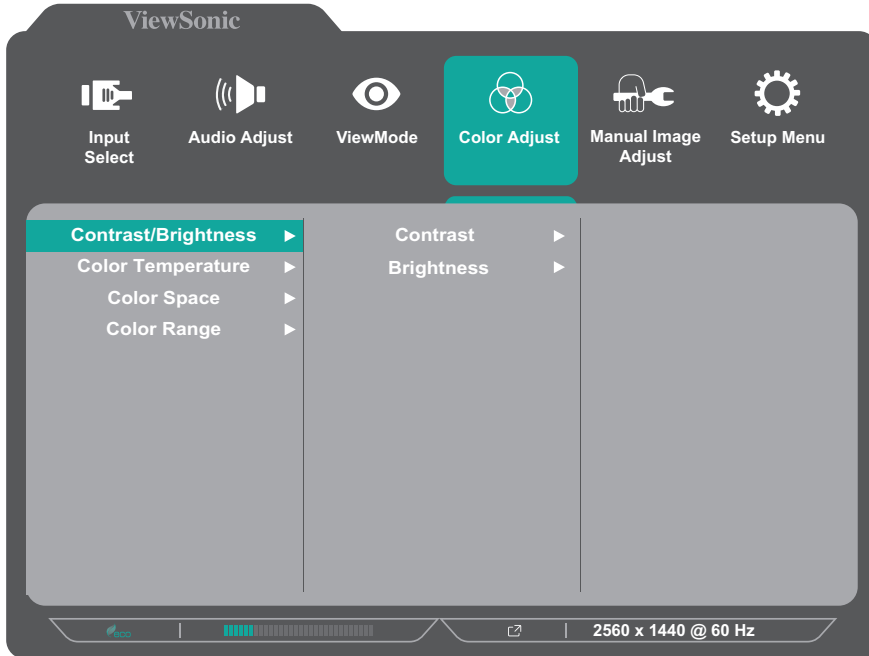 ViewSonic
Input Select
Audio Adjust
ViewMode
Color Adjust
Manual Image Adjust
Setup Menu
Contrast/Brightness
Color Temperature
Color Space
Color Range
Contrast
Brightness
eco
2560 x 1440 @ 60 Hz